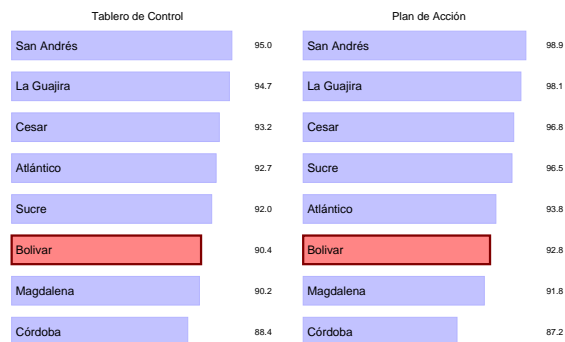 Tablero de Control
San Andrés 95.0
La Guajira 94.7
Cesar 93.2
Atlántico 92.7
Sucre 92.0
Bolivar 90.4
Magdalena 90.2
Córdoba 88.4
Plan de Acción
San Andrés 98.9
La Guajira 98.1
Cesar 96.8
Sucre 96.5
Atlántico 93.8
Bolivar 92.8
Magdalena 91.8
Córdoba 87.2